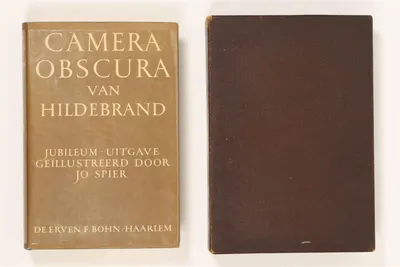 CAMERA
OBSCURA
VAN
HILDEBRAND
JUBILEUM·UITGAVE
GEÏLLUSTREERD DOOR
JO SPIER
DE ERVEN F. BOHN / HAARLEM